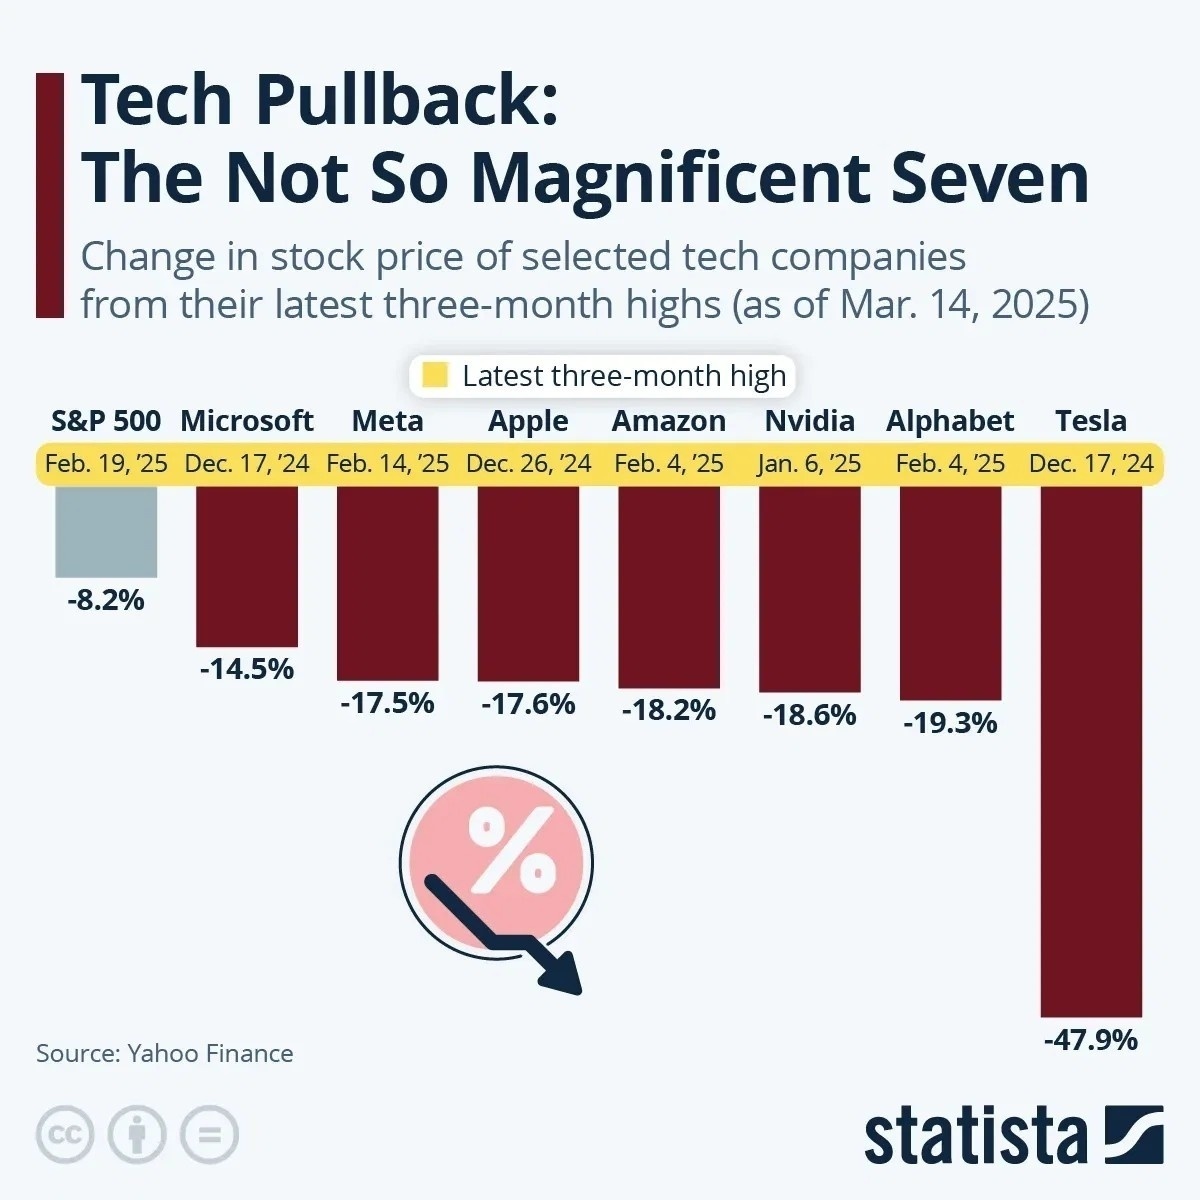 Tech Pullback:
The Not So Magnificent Seven
Change in stock price of selected tech companies
from their latest three-month highs (as of Mar. 14, 2025)
Latest three-month high
S&P 500 Microsoft Meta Apple Amazon Nvidia Alphabet Tesla
Feb. 19, ’25 Dec. 17, ’24 Feb. 14, ’25 Dec. 26, ’24 Feb. 4, ’25 Jan. 6, ’25 Feb. 4, ’25 Dec. 17, ’24
-8.2%
-14.5%
-17.5%
-17.6%
-18.2%
-18.6%
-19.3%
-47.9%
%
Source: Yahoo Finance
cc
=
statista